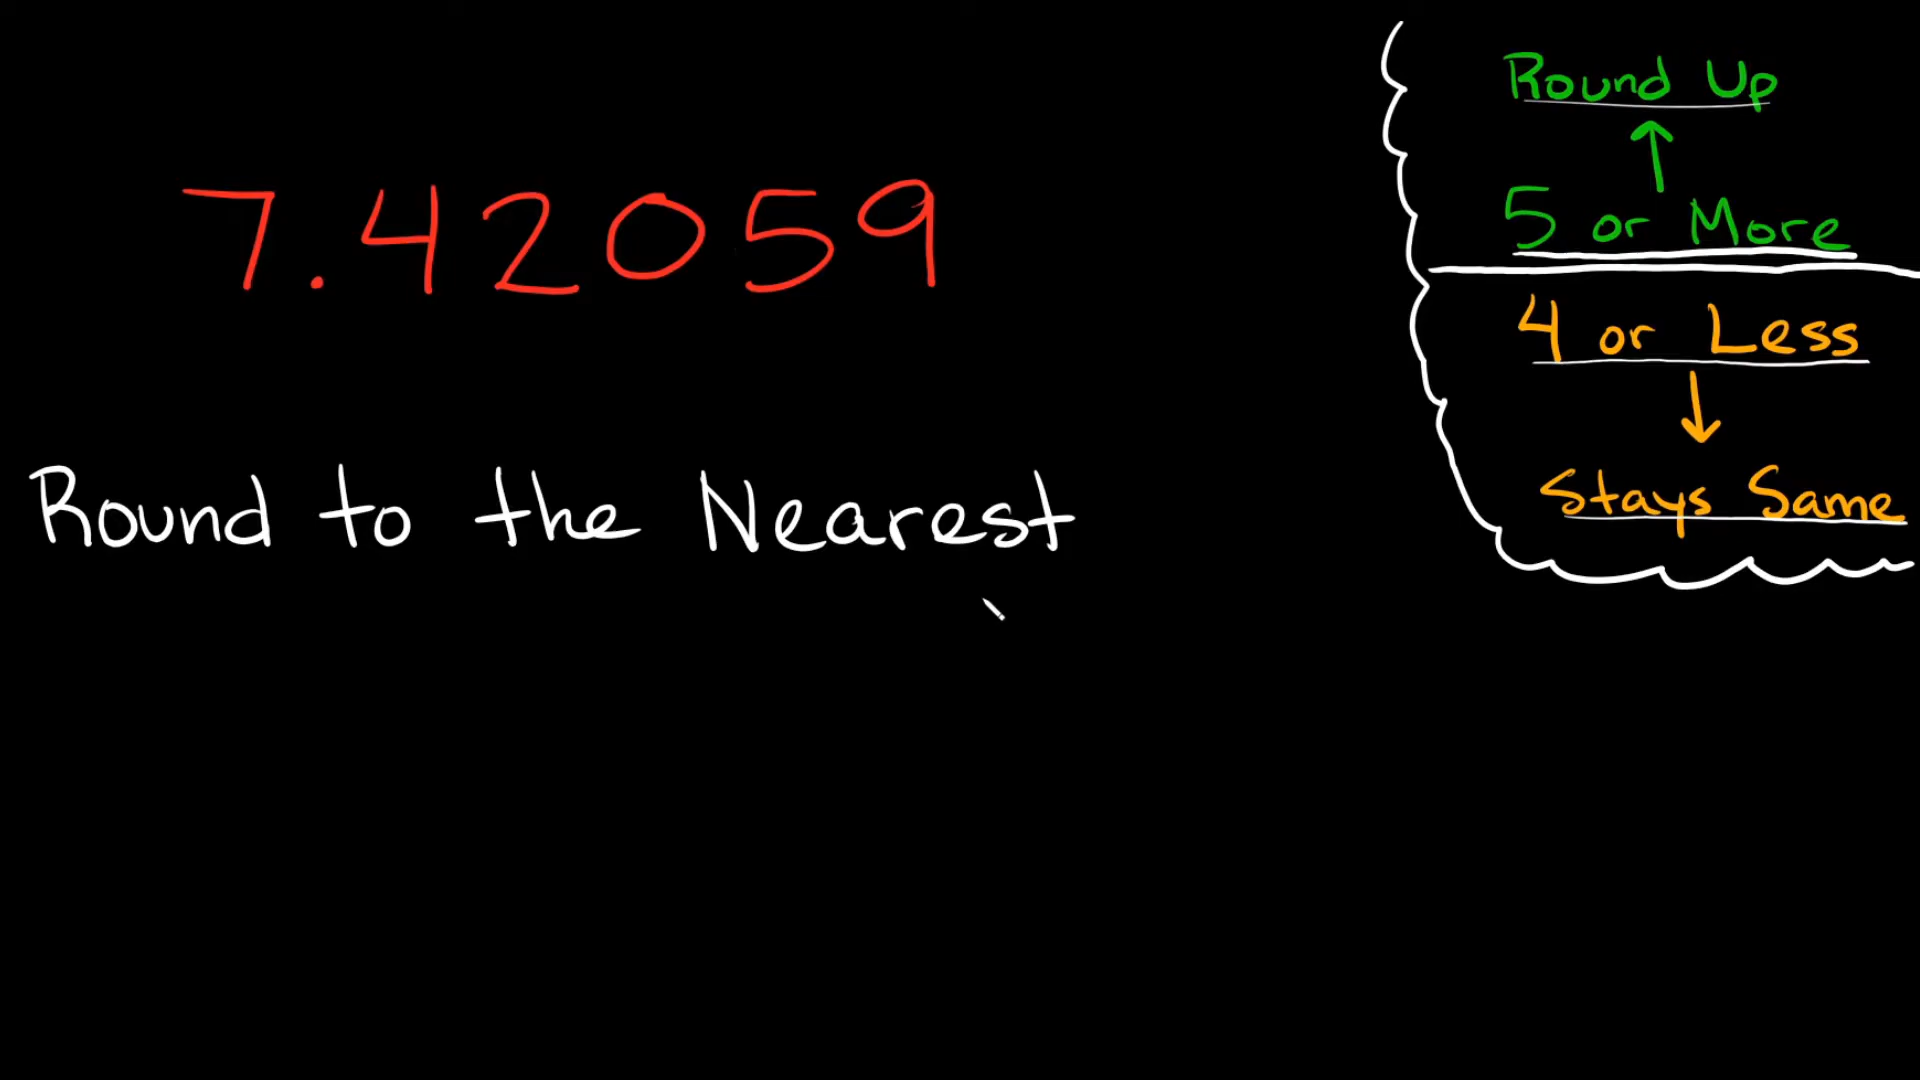 7.42059
Round to the Nearest
Round Up
5 or More
4 or Less
Stays Same